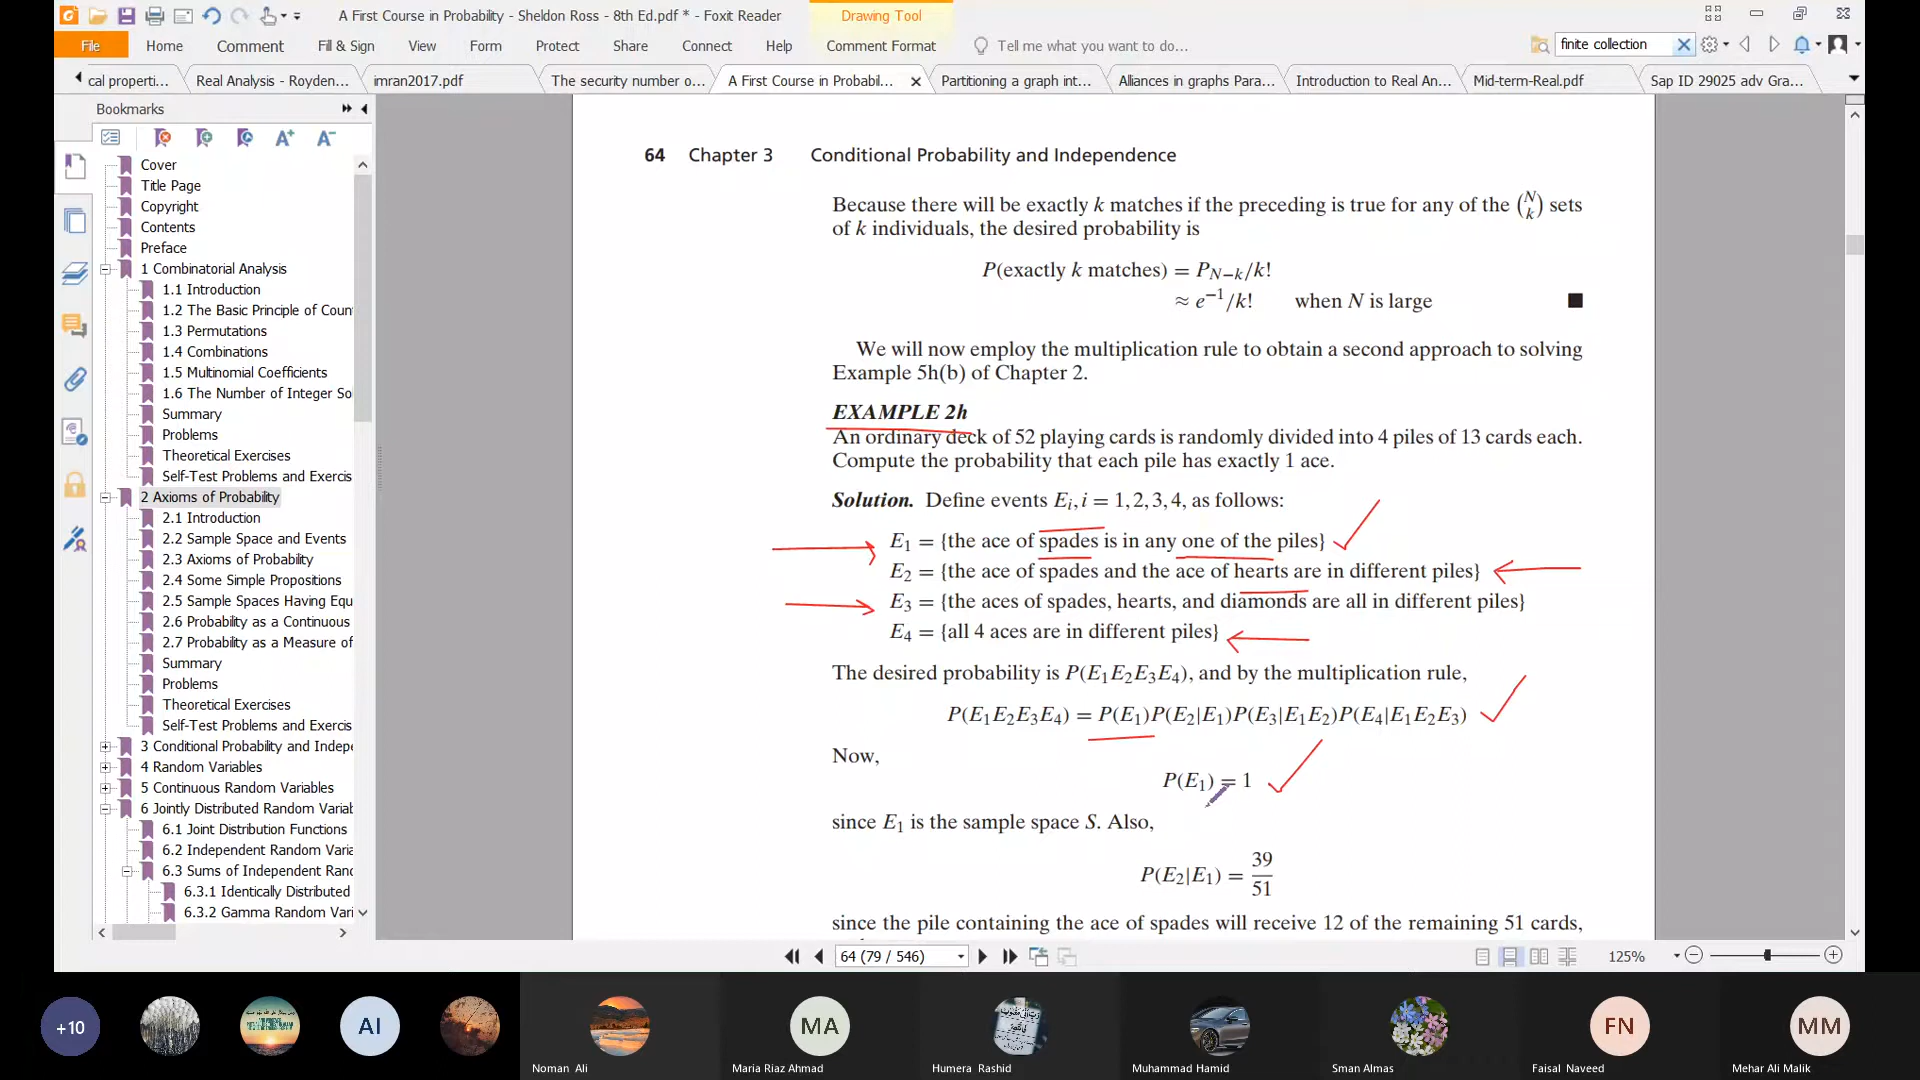 A First Course in Probability - Sheldon Ross - 8th Ed.pdf * - Foxit Reader
Drawing Tool
File
Home
Comment
Fill & Sign
View
Form
Protect
Share
Connect
Help
Comment Format
Tell me what you want to do...
finite collection
cal properti...
Real Analysis - Royden...
imran2017.pdf
The security number o...
A First Course in Probabil...
Partitioning a graph int...
Alliances in graphs Para...
Introduction to Real An...
Mid-term-Real.pdf
Sap ID 29025 adv Gra...
Bookmarks
Cover
Title Page
Copyright
Contents
Preface
1 Combinatorial Analysis
1.1 Introduction
1.2 The Basic Principle of Coun
1.3 Permutations
1.4 Combinations
1.5 Multinomial Coefficients
1.6 The Number of Integer So
Summary
Problems
Theoretical Exercises
Self-Test Problems and Exercis
2 Axioms of Probability
2.1 Introduction
2.2 Sample Space and Events
2.3 Axioms of Probability
2.4 Some Simple Propositions
2.5 Sample Spaces Having Equ
2.6 Probability as a Continuous
2.7 Probability as a Measure of
Summary
Problems
Theoretical Exercises
Self-Test Problems and Exercis
3 Conditional Probability and Indepe
4 Random Variables
5 Continuous Random Variables
6 Jointly Distributed Random Variab
6.1 Joint Distribution Functions
6.2 Independent Random Varia
6.3 Sums of Independent Ranc
6.3.1 Identically Distributed
6.3.2 Gamma Random Vari
64 Chapter 3 Conditional Probability and Independence
Because there will be exactly k matches if the preceding is true for any of the (N k) sets
of k individuals, the desired probability is
P(exactly k matches) = P_{N−k}/k!
≈ e^{−1}/k! when N is large
We will now employ the multiplication rule to obtain a second approach to solving
Example 5h(b) of Chapter 2.
EXAMPLE 2h
An ordinary deck of 52 playing cards is randomly divided into 4 piles of 13 cards each.
Compute the probability that each pile has exactly 1 ace.
Solution. Define events E_i, i = 1, 2, 3, 4, as follows:
E₁ = {the ace of spades is in any one of the piles}
E₂ = {the ace of spades and the ace of hearts are in different piles}
E₃ = {the aces of spades, hearts, and diamonds are all in different piles}
E₄ = {all 4 aces are in different piles}
The desired probability is P(E₁E₂E₃E₄), and by the multiplication rule,
P(E₁E₂E₃E₄) = P(E₁)P(E₂|E₁)P(E₃|E₁E₂)P(E₄|E₁E₂E₃)
Now,
P(E₁) = 1
since E₁ is the sample space S. Also,
P(E₂|E₁) = 39/51
since the pile containing the ace of spades will receive 12 of the remaining 51 cards,
64 (79 / 546)
125%
+10
AI
MA
FN
MM
Noman Ali
Maria Riaz Ahmad
Humera Rashid
Muhammad Hamid
Sman Almas
Faisal Naveed
Mehar Ali Malik